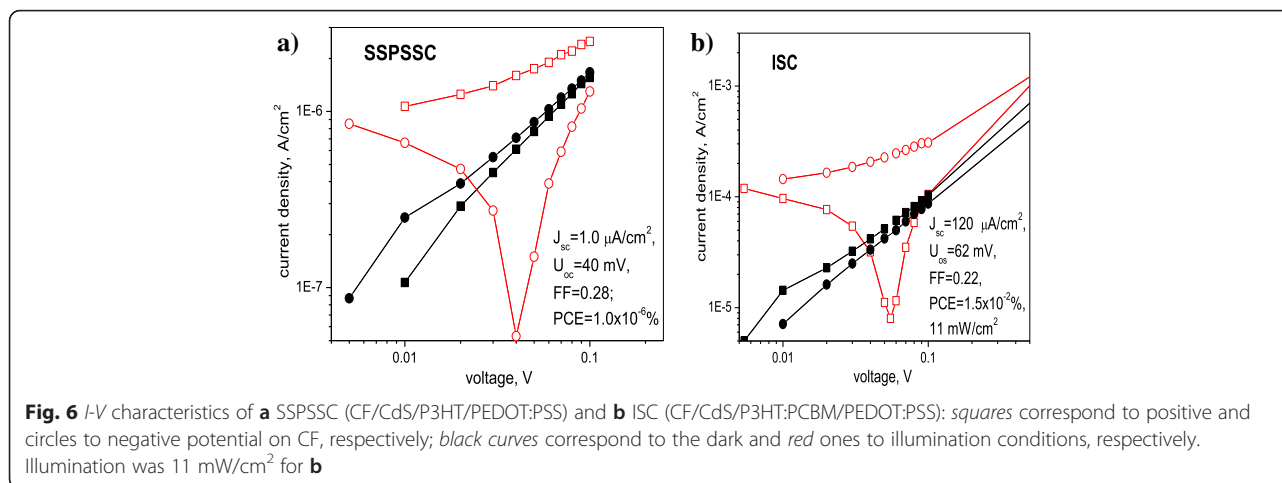 a)
SSPSSC
1E-6
1E-7
current density, A/cm²
J_sc=1.0 μA/cm²,
U_oc=40 mV,
FF=0.28;
PCE=1.0x10⁻⁶%
0.01
0.1
voltage, V
b)
ISC
1E-3
1E-4
1E-5
current density, A/cm²
J_sc=120 μA/cm²,
U_os=62 mV,
FF=0.22,
PCE=1.5x10⁻²%,
11 mW/cm²
0.01
0.1
voltage, V
Fig. 6 I-V characteristics of a SSPSSC (CF/CdS/P3HT/PEDOT:PSS) and b ISC (CF/CdS/P3HT:PCBM/PEDOT:PSS): squares correspond to positive and
circles to negative potential on CF, respectively; black curves correspond to the dark and red ones to illumination conditions, respectively.
Illumination was 11 mW/cm² for b